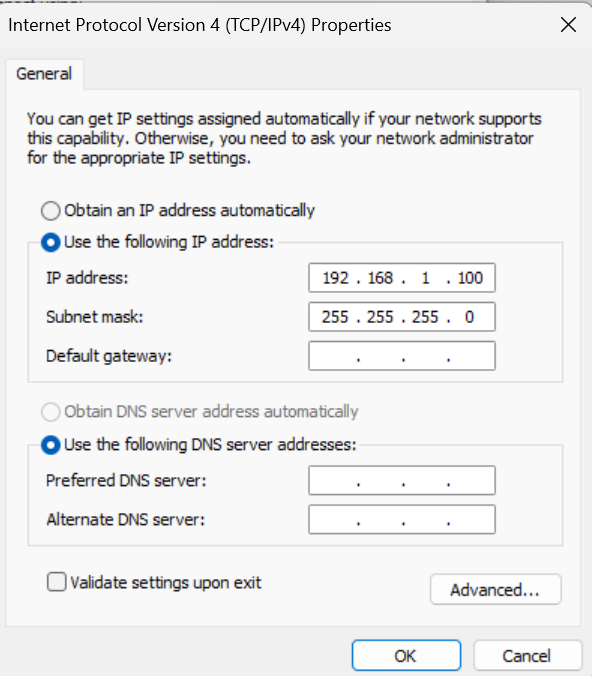 Internet Protocol Version 4 (TCP/IPv4) Properties
General
You can get IP settings assigned automatically if your network supports
this capability. Otherwise, you need to ask your network administrator
for the appropriate IP settings.
Obtain an IP address automatically
Use the following IP address:
IP address: 192 . 168 . 1 . 100
Subnet mask: 255 . 255 . 255 . 0
Default gateway: . . .
Obtain DNS server address automatically
Use the following DNS server addresses:
Preferred DNS server: . . .
Alternate DNS server: . . .
Validate settings upon exit
Advanced...
OK Cancel